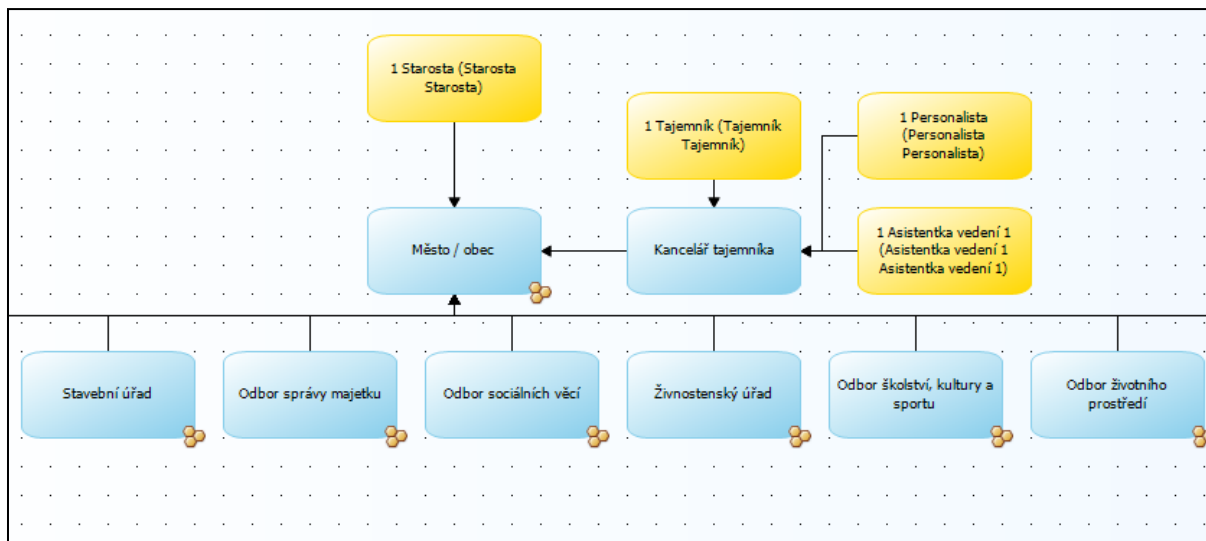 1 Starosta (Starosta
Starosta)
1 Tajemník (Tajemník
Tajemník)
1 Personalista
(Personalista
Personalista)
Město / obec
Kancelář tajemníka
1 Asistentka vedení 1
(Asistentka vedení 1
Asistentka vedení 1)
Stavební úřad
Odbor správy majetku
Odbor sociálních věcí
Živnostenský úřad
Odbor školství, kultury a
sportu
Odbor životního
prostředí